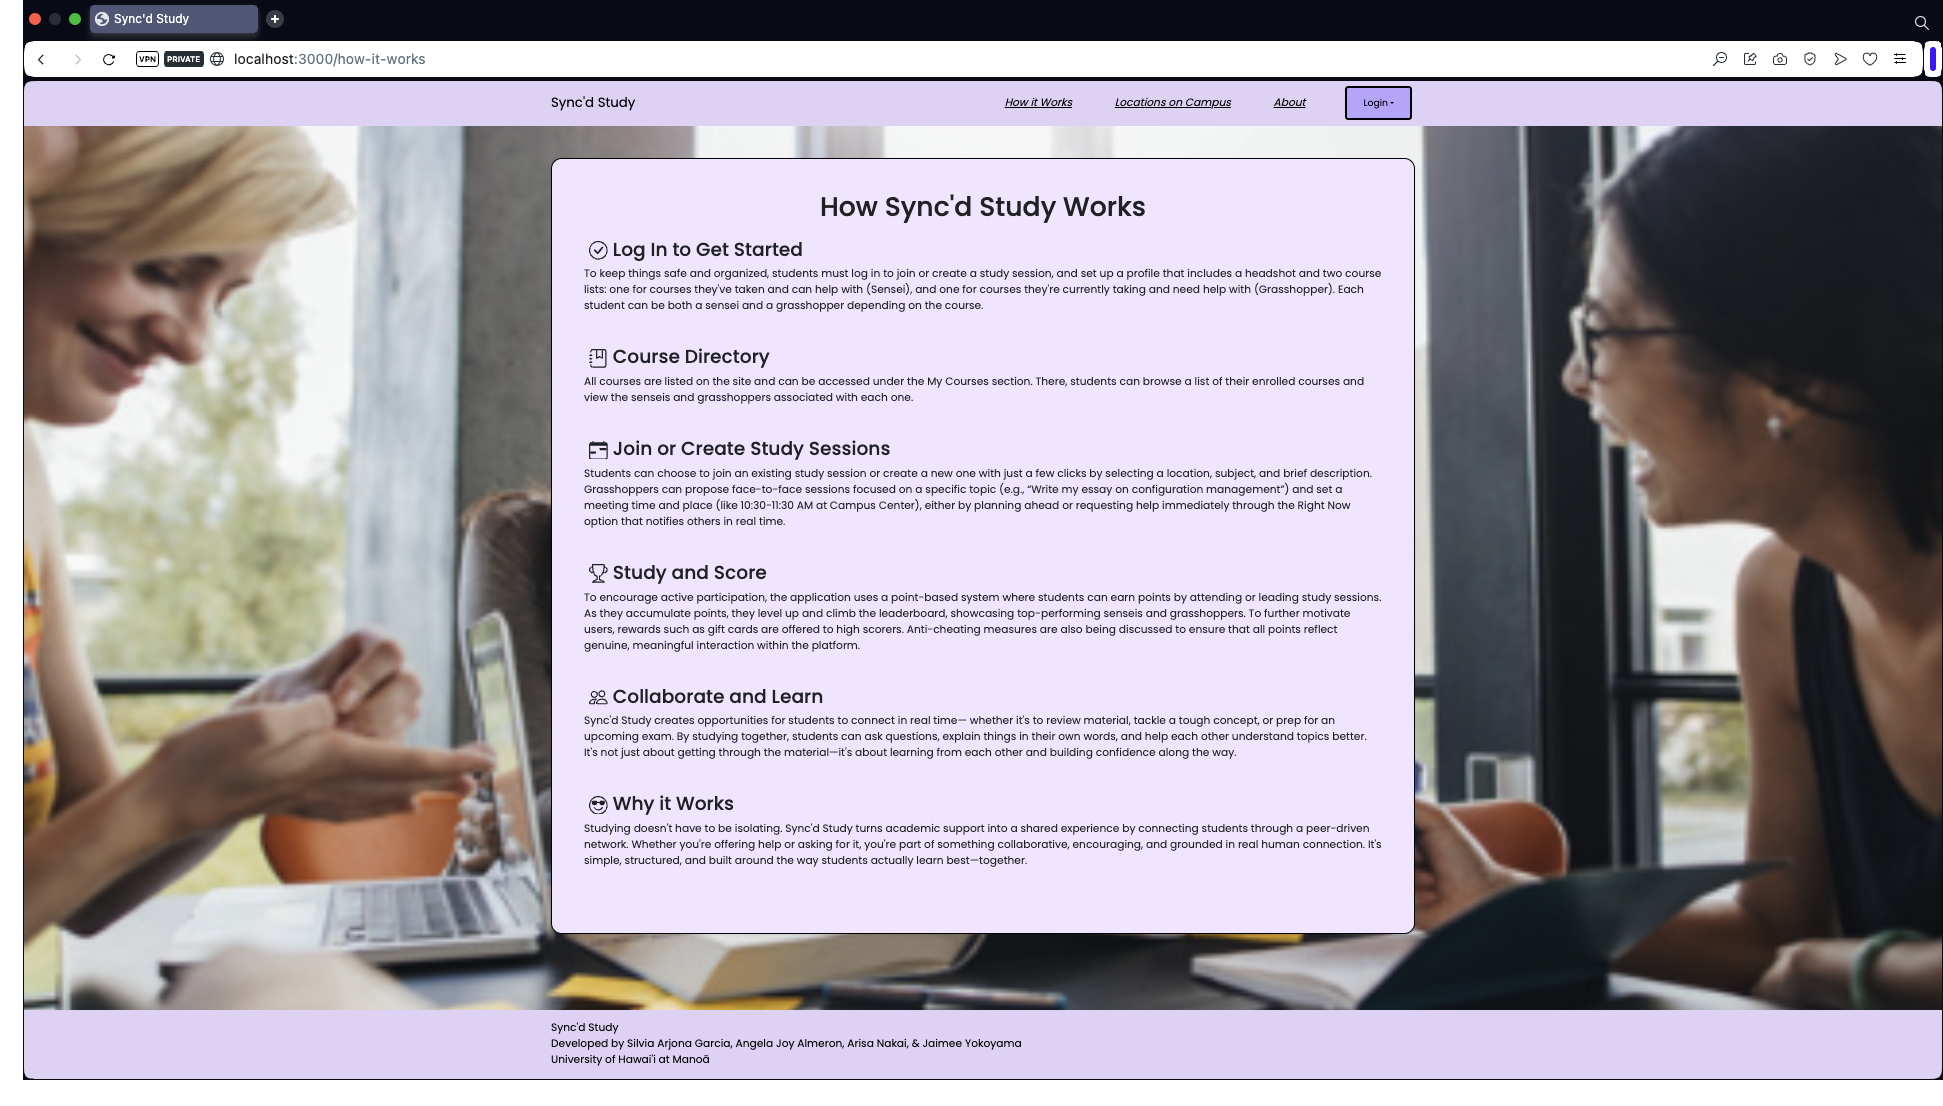 Sync'd Study
VPN PRIVATE localhost:3000/how-it-works
Sync'd Study How it Works Locations on Campus About Login
How Sync'd Study Works
Log In to Get Started
To keep things safe and organized, students must log in to join or create a study session, and set up a profile that includes a headshot and two course
lists: one for courses they've taken and can help with (Sensei), and one for courses they're currently taking and need help with (Grasshopper). Each
student can be both a sensei and a grasshopper depending on the course.
Course Directory
All courses are listed on the site and can be accessed under the My Courses section. There, students can browse a list of their enrolled courses and
view the senseis and grasshoppers associated with each one.
Join or Create Study Sessions
Students can choose to join an existing study session or create a new one with just a few clicks by selecting a location, subject, and brief description.
Grasshoppers can propose face-to-face sessions focused on a specific topic (e.g., “Write my essay on configuration management”) and set a
meeting time and place (like 10:30-11:30 AM at Campus Center), either by planning ahead or requesting help immediately through the Right Now
option that notifies others in real time.
Study and Score
To encourage active participation, the application uses a point-based system where students can earn points by attending or leading study sessions.
As they accumulate points, they level up and climb the leaderboard, showcasing top-performing senseis and grasshoppers. To further motivate
users, rewards such as gift cards are offered to high scorers. Anti-cheating measures are also being discussed to ensure that all points reflect
genuine, meaningful interaction within the platform.
Collaborate and Learn
Sync'd Study creates opportunities for students to connect in real time— whether it's to review material, tackle a tough concept, or prep for an
upcoming exam. By studying together, students can ask questions, explain things in their own words, and help each other understand topics better.
It's not just about getting through the material—it's about learning from each other and building confidence along the way.
Why it Works
Studying doesn't have to be isolating. Sync'd Study turns academic support into a shared experience by connecting students through a peer-driven
network. Whether you're offering help or asking for it, you're part of something collaborative, encouraging, and grounded in real human connection. It's
simple, structured, and built around the way students actually learn best—together.
Sync'd Study
Developed by Silvia Arjona Garcia, Angela Joy Almeron, Arisa Nakai, & Jaimee Yokoyama
University of Hawai'i at Manoā